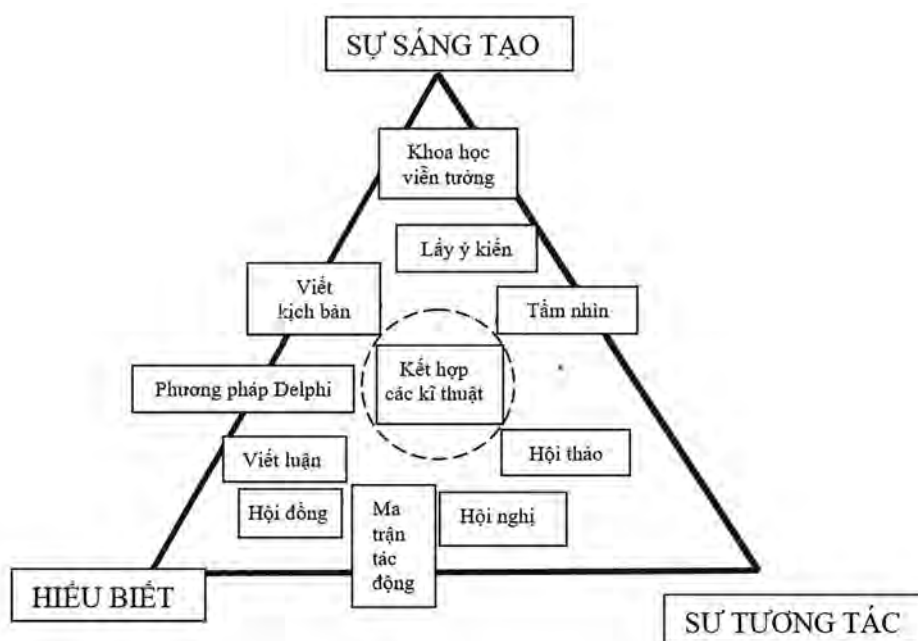 SỰ SÁNG TẠO
Khoa học
viễn tưởng
Lấy ý kiến
Viết
kịch bản
Tầm nhìn
Kết hợp
các kĩ thuật
Phương pháp Delphi
Viết luận
Hội thảo
Hội đồng
Ma
trận
tác
động
Hội nghị
HIỂU BIẾT
SƯ TƯƠNG TÁC